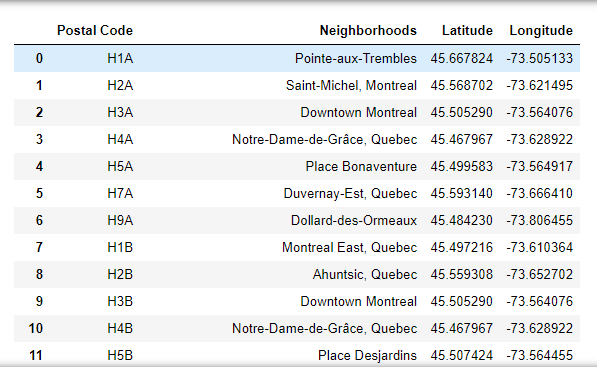 Postal Code Neighborhoods Latitude Longitude
0 H1A Pointe-aux-Trembles 45.667824 -73.505133
1 H2A Saint-Michel, Montreal 45.568702 -73.621495
2 H3A Downtown Montreal 45.505290 -73.564076
3 H4A Notre-Dame-de-Grâce, Quebec 45.467967 -73.628922
4 H5A Place Bonaventure 45.499583 -73.564917
5 H7A Duvernay-Est, Quebec 45.593140 -73.666410
6 H9A Dollard-des-Ormeaux 45.484230 -73.806455
7 H1B Montreal East, Quebec 45.497216 -73.610364
8 H2B Ahuntsic, Quebec 45.559308 -73.652702
9 H3B Downtown Montreal 45.505290 -73.564076
10 H4B Notre-Dame-de-Grâce, Quebec 45.467967 -73.628922
11 H5B Place Desjardins 45.507424 -73.564455